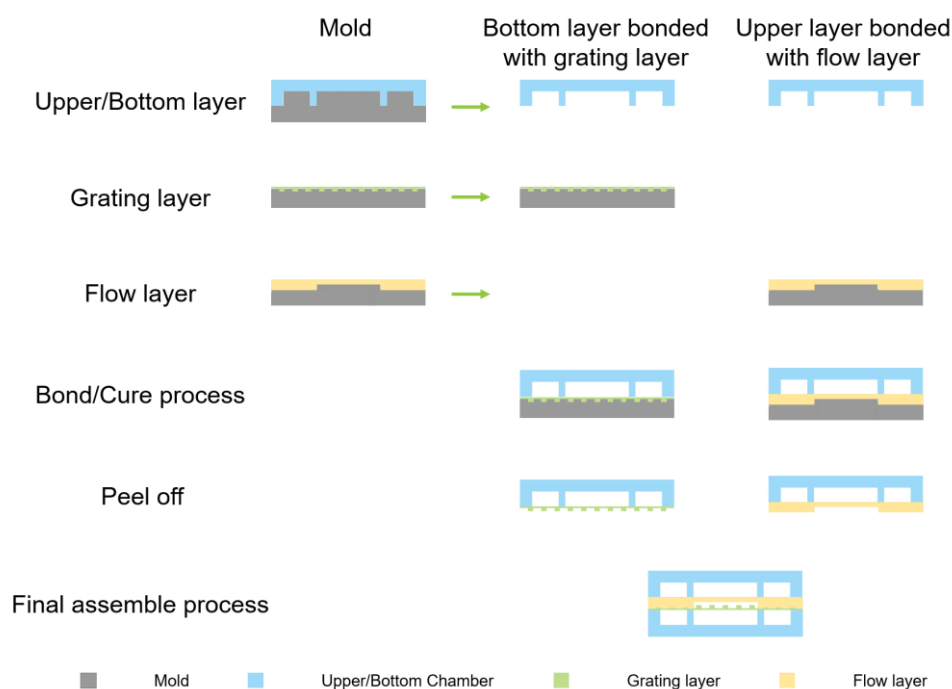 Mold
Bottom layer bonded
with grating layer
Upper layer bonded
with flow layer
Upper/Bottom layer
Grating layer
Flow layer
Bond/Cure process
Peel off
Final assemble process
Mold
Upper/Bottom Chamber
Grating layer
Flow layer